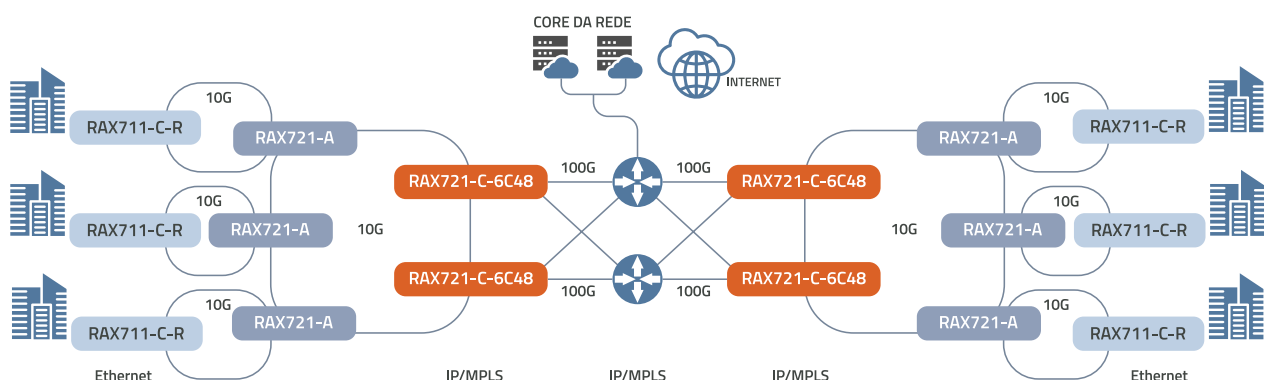 CORE DA REDE
INTERNET
10G
10G
RAX711-C-R
RAX721-A
RAX721-A
RAX711-C-R
100G
100G
RAX721-C-6C48
RAX721-C-6C48
10G
10G
RAX711-C-R
RAX721-A
10G
10G
RAX721-A
RAX711-C-R
RAX721-C-6C48
RAX721-C-6C48
100G
100G
10G
10G
RAX711-C-R
RAX721-A
RAX721-A
RAX711-C-R
Ethernet
IP/MPLS
IP/MPLS
IP/MPLS
Ethernet